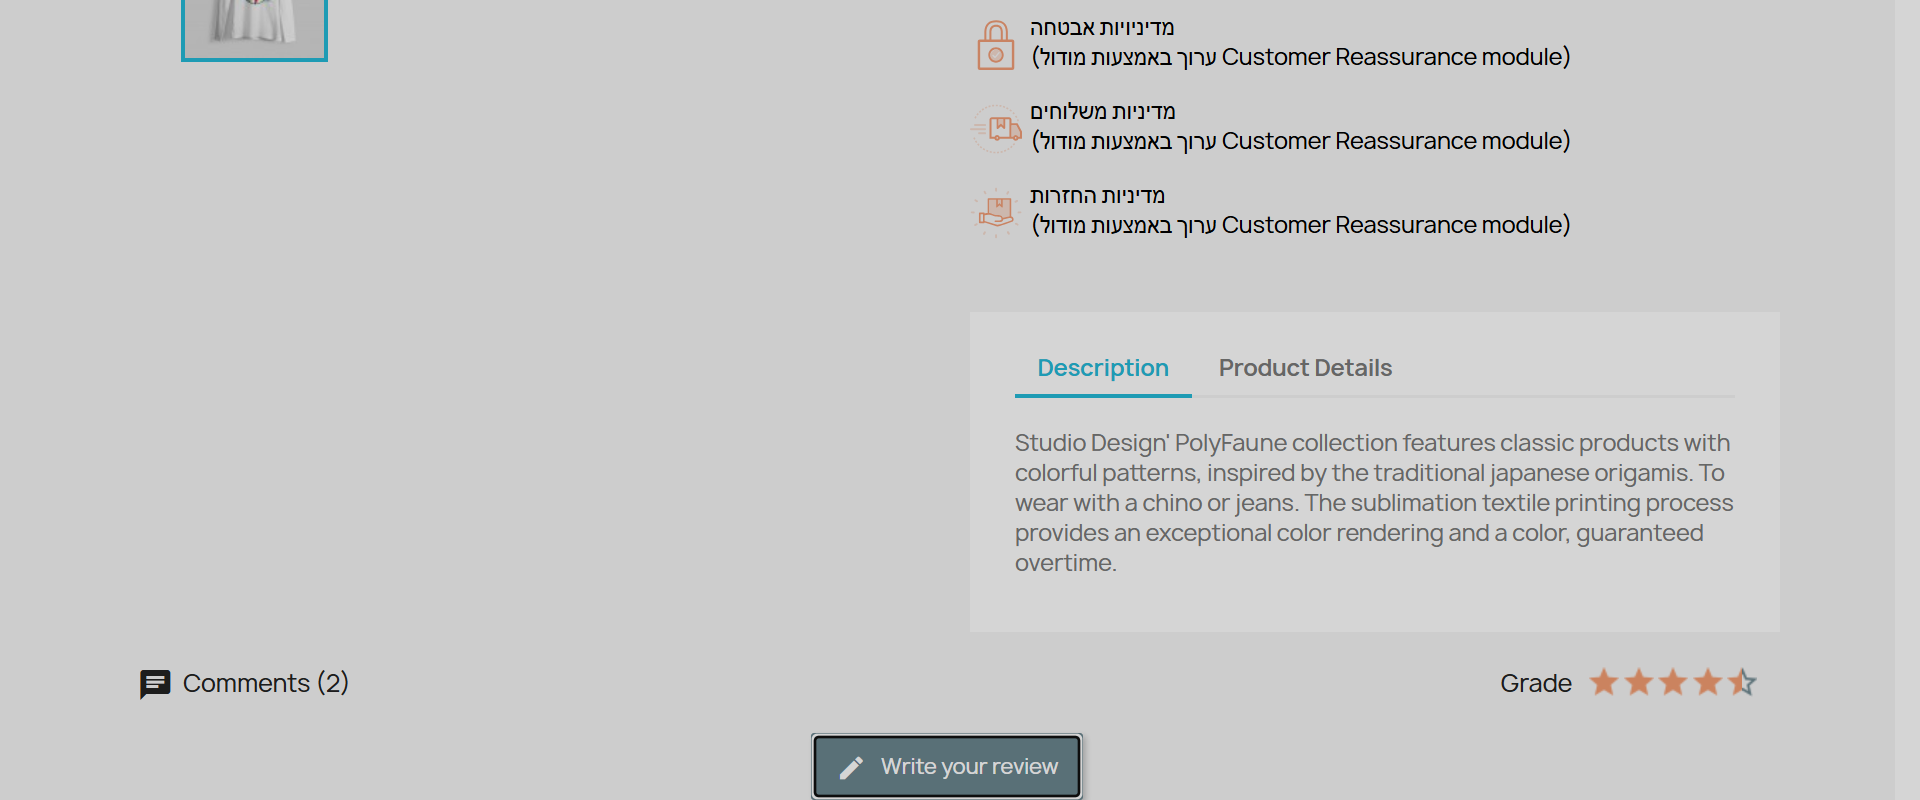 מדיניויות אבטחה
(ערוך באמצעות מודול Customer Reassurance module)
מדיניות משלוחים
(ערוך באמצעות מודול Customer Reassurance module)
מדיניות החזרות
(ערוך באמצעות מודול Customer Reassurance module)
Description Product Details
Studio Design' PolyFaune collection features classic products with
colorful patterns, inspired by the traditional japanese origamis. To
wear with a chino or jeans. The sublimation textile printing process
provides an exceptional color rendering and a color, guaranteed
overtime.
Comments (2) Grade
Write your review